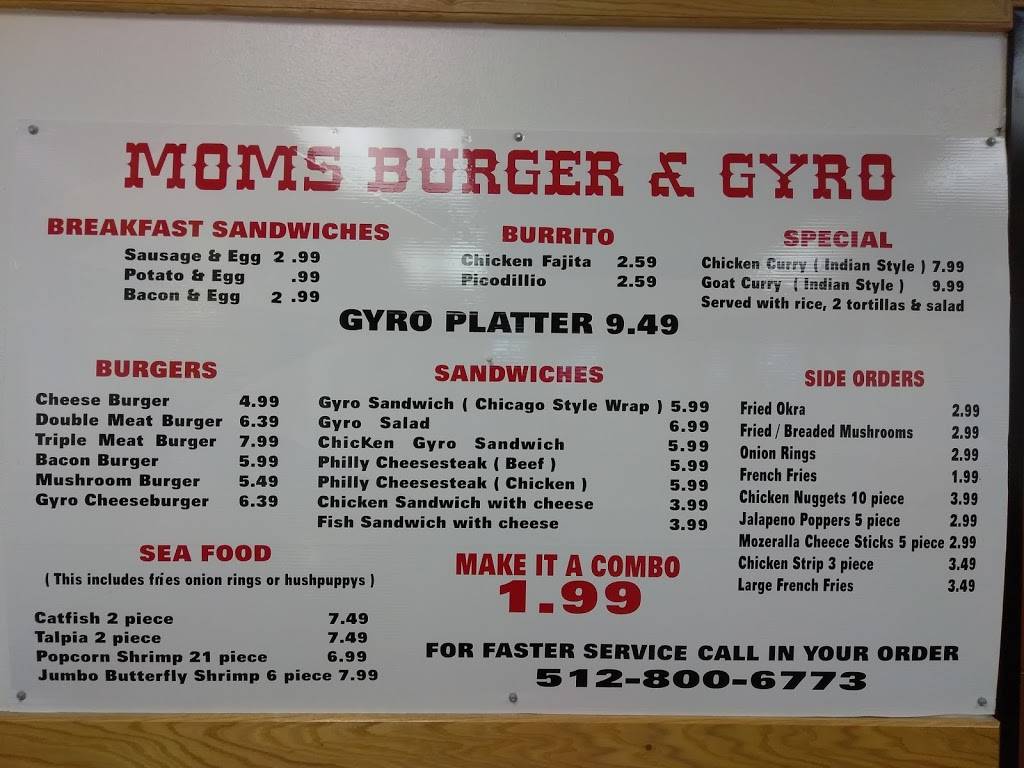 MOMS BURGER & GYRO
BREAKFAST SANDWICHES
Sausage & Egg 2 .99
Potato & Egg .99
Bacon & Egg 2 .99
BURRITO
Chicken Fajita 2.59
Picodillio 2.59
SPECIAL
Chicken Curry ( Indian Style ) 7.99
Goat Curry ( Indian Style ) 9.99
Served with rice, 2 tortillas & salad
GYRO PLATTER 9.49
BURGERS
Cheese Burger 4.99
Double Meat Burger 6.39
Triple Meat Burger 7.99
Bacon Burger 5.99
Mushroom Burger 5.49
Gyro Cheeseburger 6.39
SANDWICHES
Gyro Sandwich ( Chicago Style Wrap ) 5.99
Gyro Salad 6.99
ChicKen Gyro Sandwich 5.99
Philly Cheesesteak ( Beef ) 5.99
Philly Cheesesteak ( Chicken ) 5.99
Chicken Sandwich with cheese 3.99
Fish Sandwich with cheese 3.99
SIDE ORDERS
Fried Okra 2.99
Fried / Breaded Mushrooms 2.99
Onion Rings 2.99
French Fries 1.99
Chicken Nuggets 10 piece 3.99
Jalapeno Poppers 5 piece 2.99
Mozeralla Cheece Sticks 5 piece 2.99
Chicken Strip 3 piece 3.49
Large French Fries 3.49
SEA FOOD
( This includes fries onion rings or hushpuppys )
Catfish 2 piece 7.49
Talpia 2 piece 7.49
Popcorn Shrimp 21 piece 6.99
Jumbo Butterfly Shrimp 6 piece 7.99
MAKE IT A COMBO
1.99
FOR FASTER SERVICE CALL IN YOUR ORDER
512-800-6773